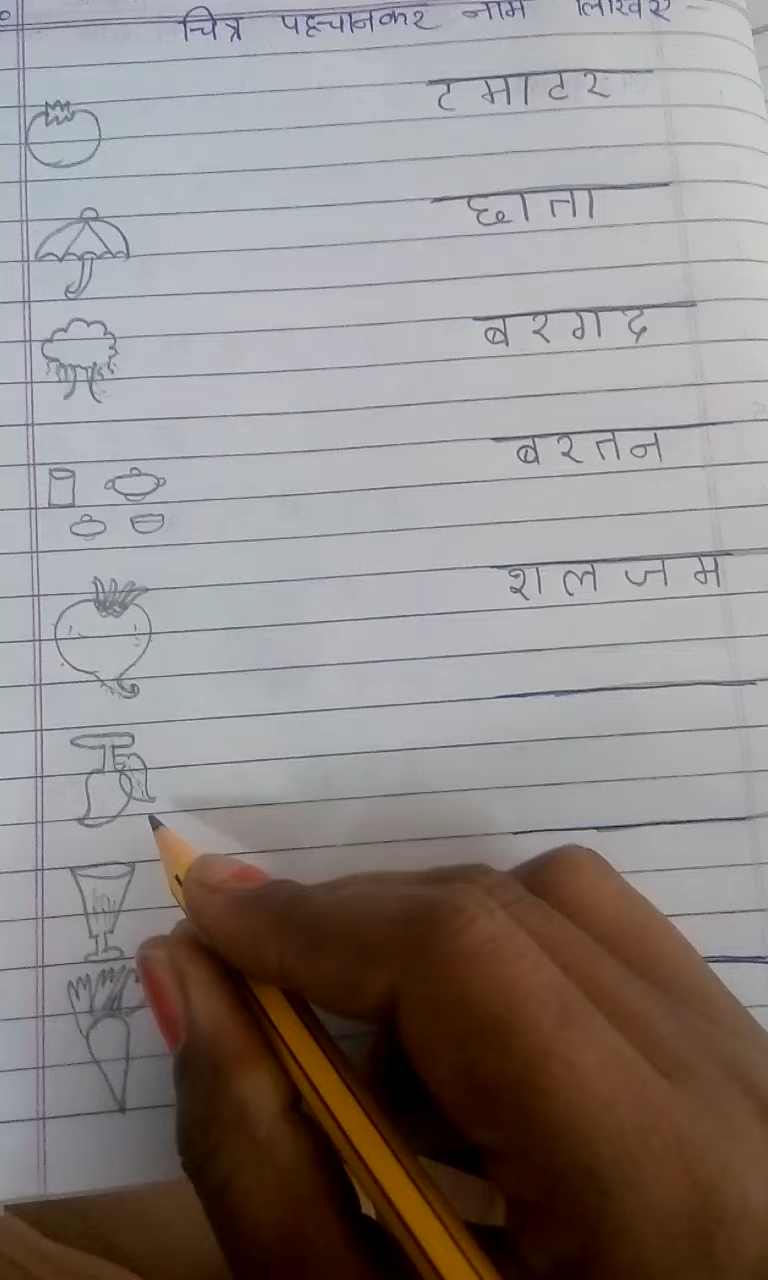 चित्र पहचानकर नाम लिखिए -
टमाटर
छाता
बरगद
बरतन
शलजम